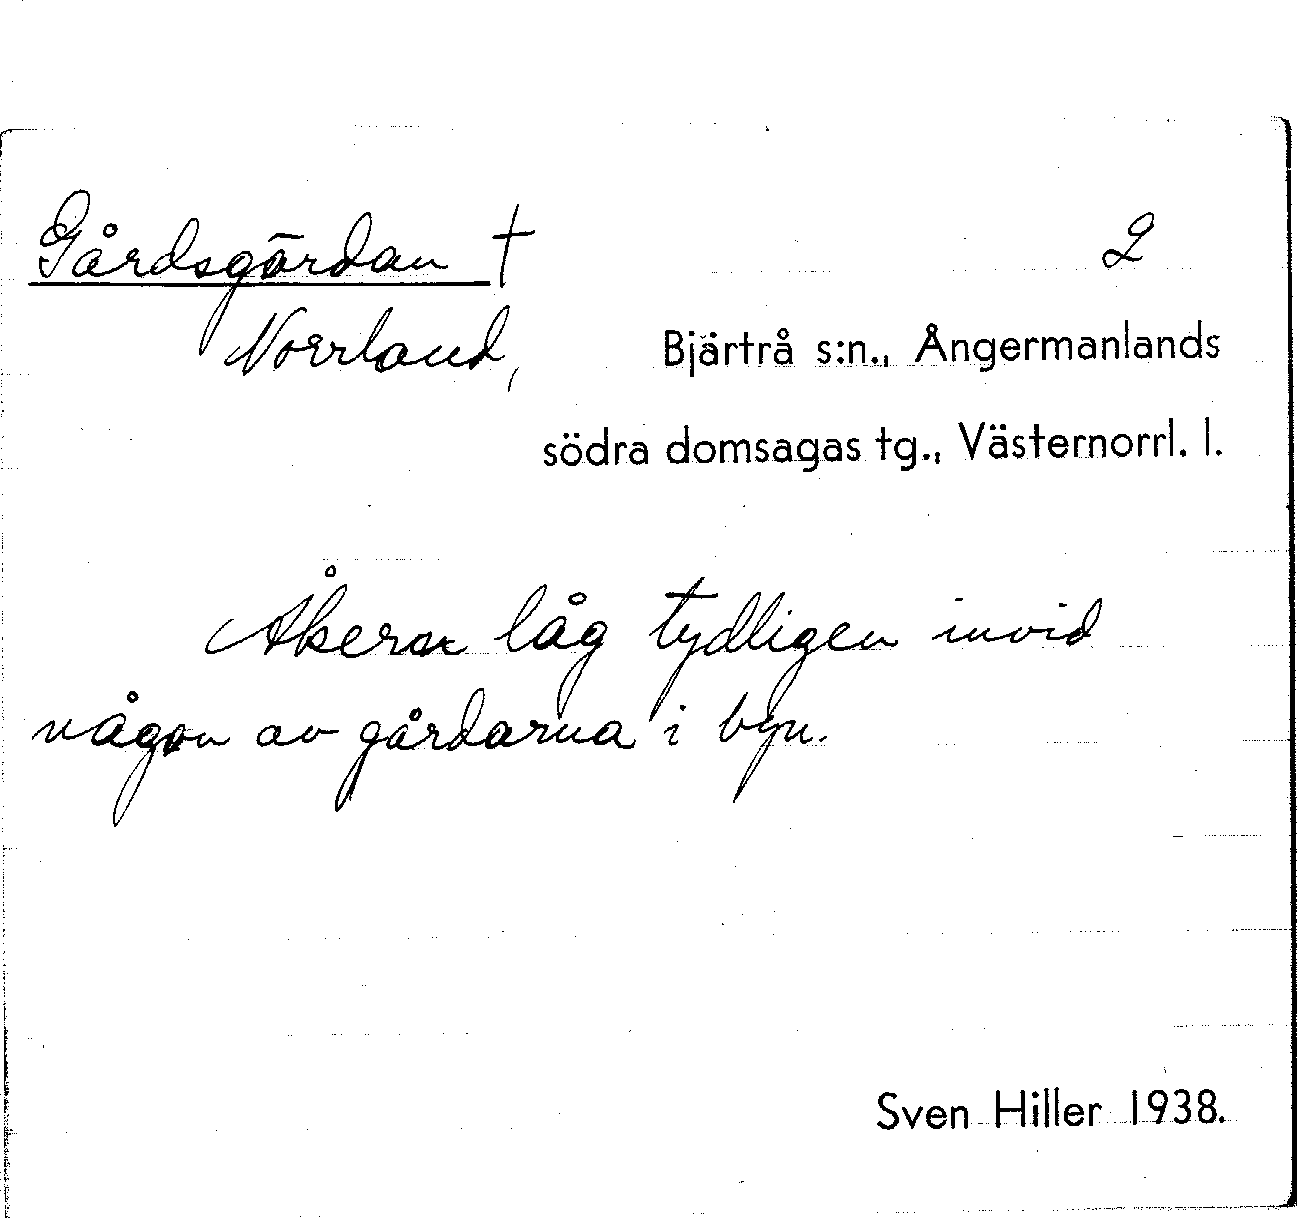 Gårdsgärdan † 2
Norrland, Bjärtrå s:n., Ångermanlands
södra domsagas tg., Västernorrl. l.
Åkern låg tydligen invid
någon av gårdarna i byn.
Sven Hiller 1938.